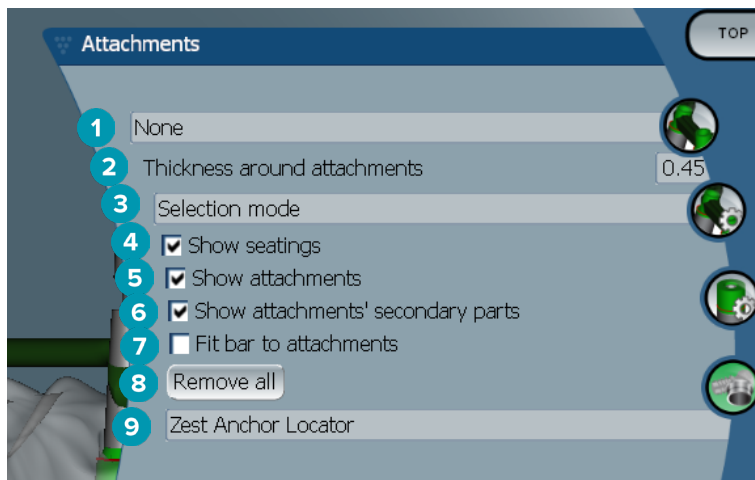 Attachments
TOP
1 None
2 Thickness around attachments 0.45
3 Selection mode
4 Show seatings
5 Show attachments
6 Show attachments' secondary parts
7 Fit bar to attachments
8 Remove all
9 Zest Anchor Locator